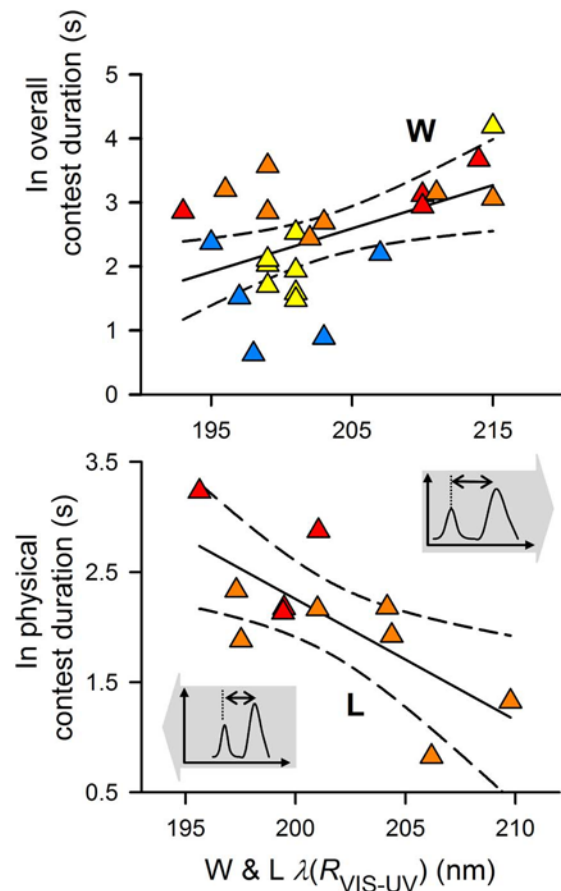 ln overall
contest duration (s)
5
4
3
2
1
0
W
195
205
215
ln physical
contest duration (s)
3.5
2.5
1.5
0.5
L
195
200
205
210
W & L λ(R_VIS-UV) (nm)